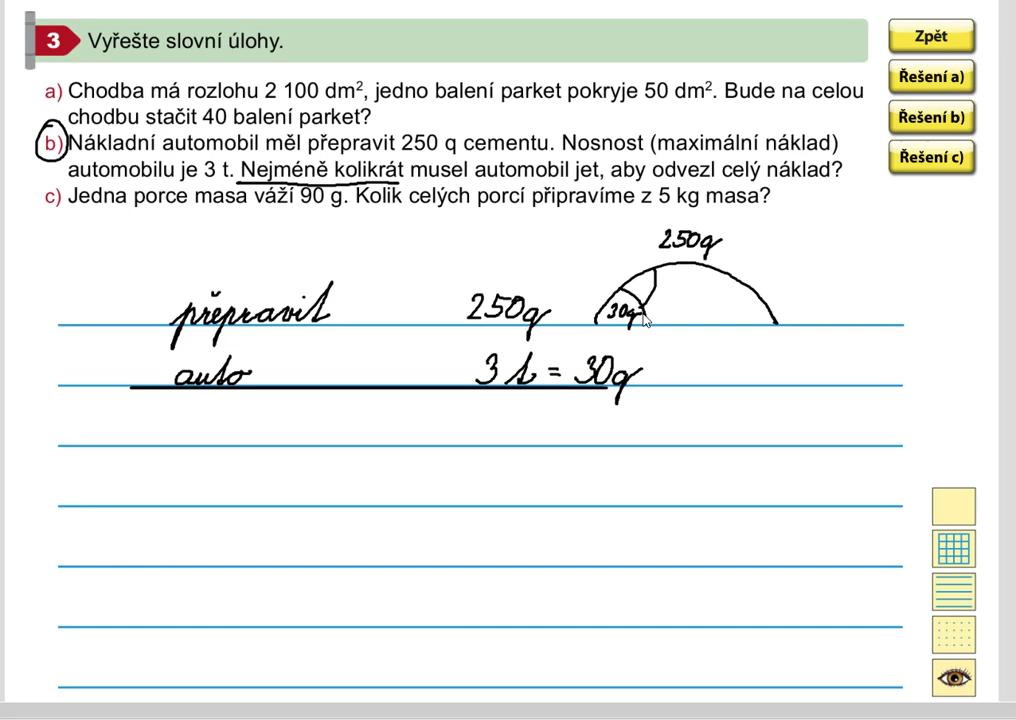 3 Vyřešte slovní úlohy.
Zpět
Řešení a)
Řešení b)
Řešení c)
a) Chodba má rozlohu 2 100 dm², jedno balení parket pokryje 50 dm². Bude na celou
chodbu stačit 40 balení parket?
b) Nákladní automobil měl přepravit 250 q cementu. Nosnost (maximální náklad)
automobilu je 3 t. Nejméně kolikrát musel automobil jet, aby odvezl celý náklad?
c) Jedna porce masa váží 90 g. Kolik celých porcí připravíme z 5 kg masa?
250q
přepravit 250q 30q
auto 3 t = 30q